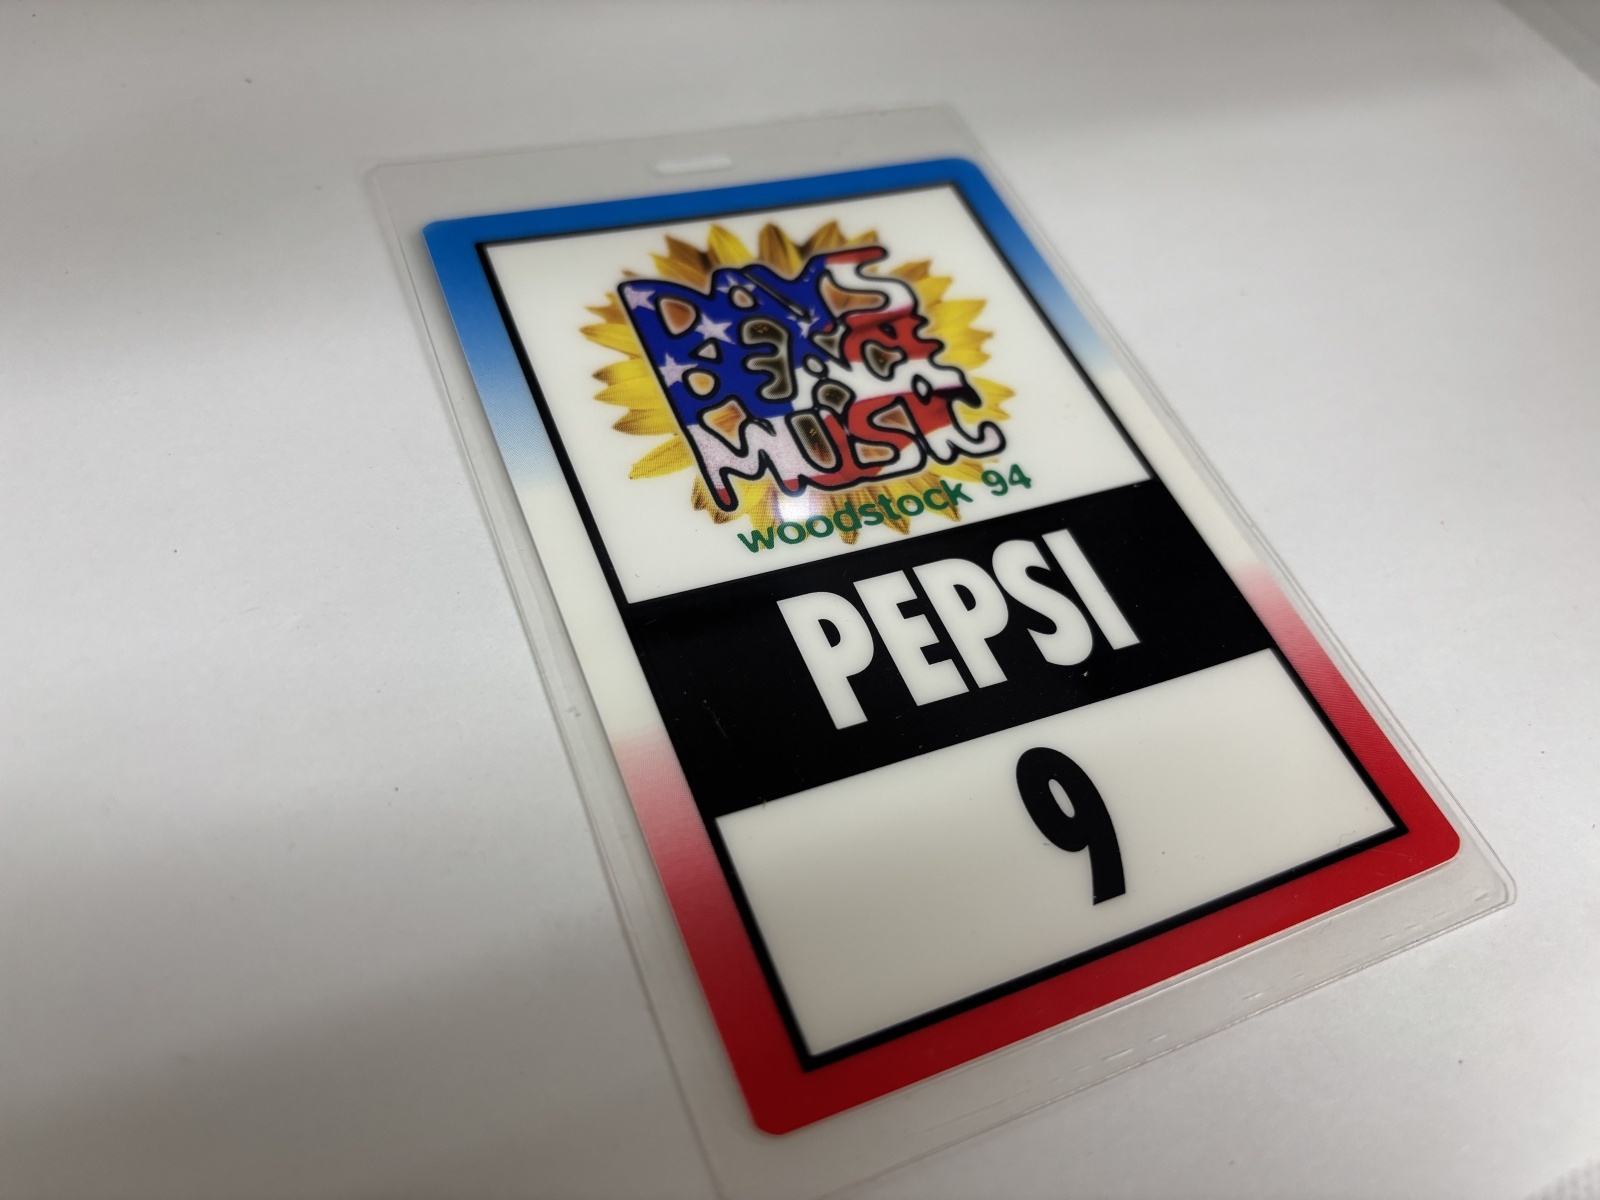 DAYS
PEACE
MUSIC
woodstock 94
PEPSI
9